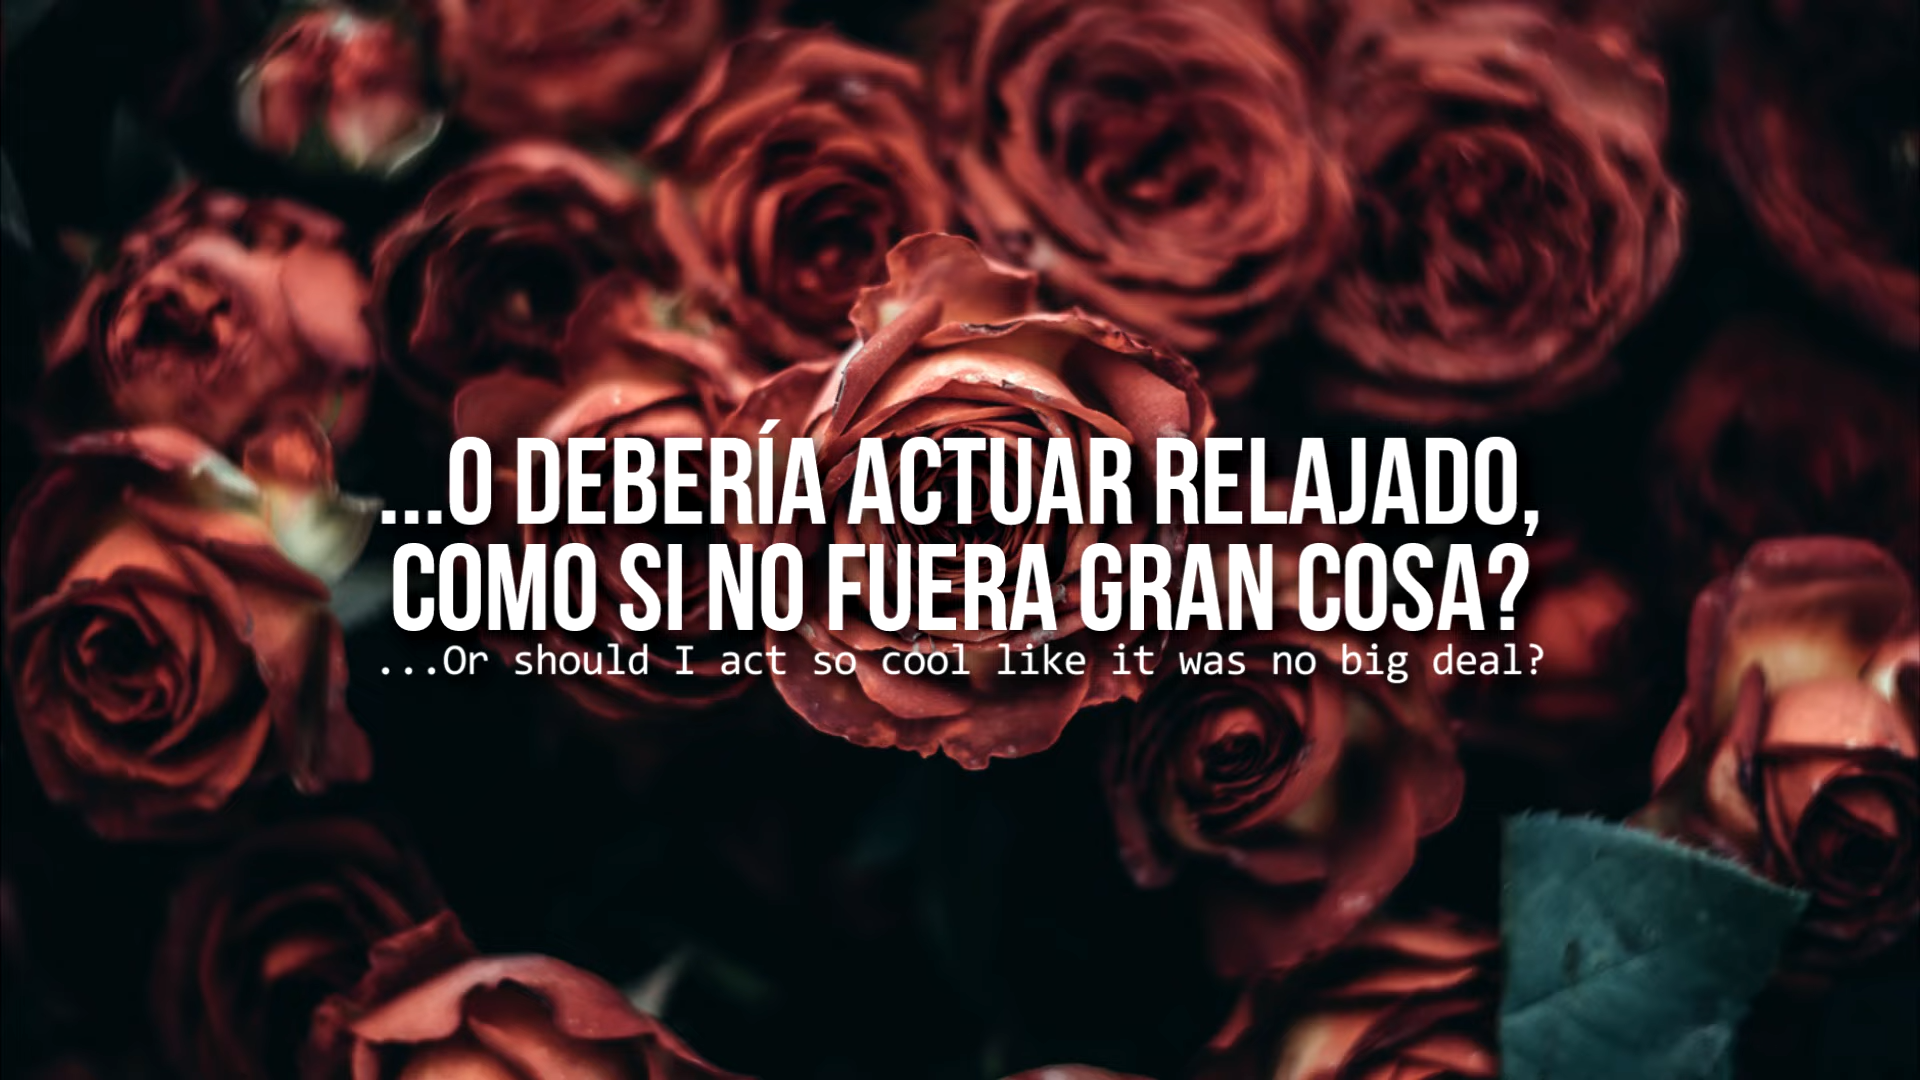 ...O DEBERÍA ACTUAR RELAJADO,
COMO SI NO FUERA GRAN COSA?
...Or should I act so cool like it was no big deal?